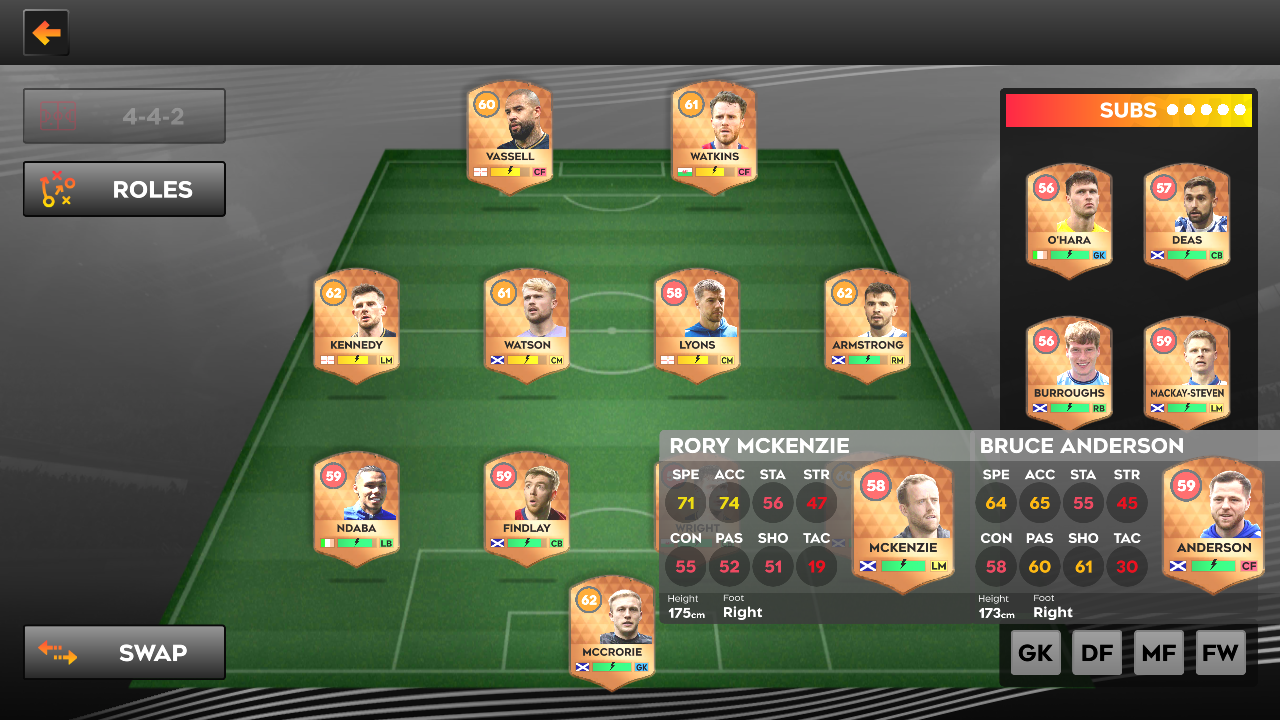 4-4-2
ROLES
SUBS
60
VASSELL
CF
61
WATKINS
CF
62
KENNEDY
LM
61
WATSON
CM
58
LYONS
CM
62
ARMSTRONG
RM
56
O'HARA
GK
57
DEAS
CB
56
BURROUGHS
RB
59
MACKAY-STEVEN
LM
59
NDABA
LB
59
FINDLAY
CB
WRIGHT
62
MCCRORIE
GK
RORY MCKENZIE
SPE ACC STA STR
71 74 56 47
CON PAS SHO TAC
55 52 51 19
Height Foot
175cm Right
58
MCKENZIE
LM
BRUCE ANDERSON
SPE ACC STA STR
64 65 55 45
CON PAS SHO TAC
58 60 61 30
Height Foot
173cm Right
59
ANDERSON
CF
SWAP
GK DF MF FW